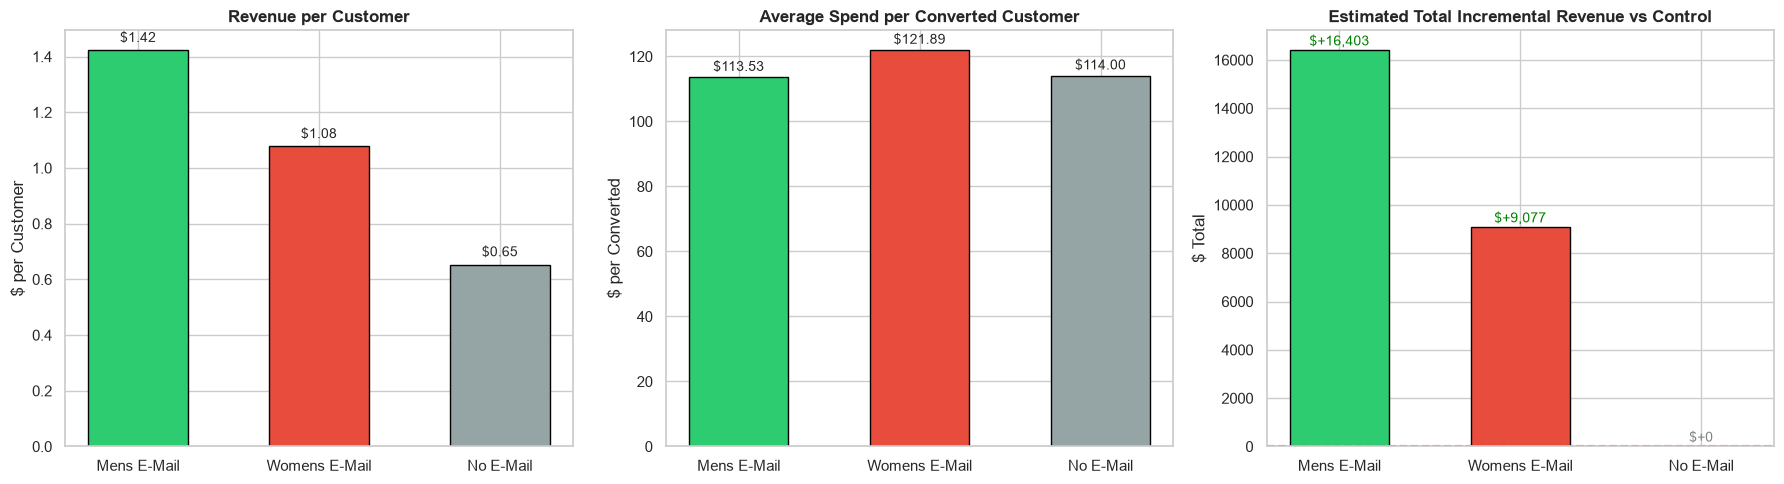 Revenue per Customer
$ per Customer
1.4
1.2
1.0
0.8
0.6
0.4
0.2
0.0
$1.42
$1.08
$0.65
Mens E-Mail
Womens E-Mail
No E-Mail
Average Spend per Converted Customer
$ per Converted
120
100
80
60
40
20
0
$113.53
$121.89
$114.00
Mens E-Mail
Womens E-Mail
No E-Mail
Estimated Total Incremental Revenue vs Control
$ Total
16000
14000
12000
10000
8000
6000
4000
2000
0
$+16,403
$+9,077
$+0
Mens E-Mail
Womens E-Mail
No E-Mail